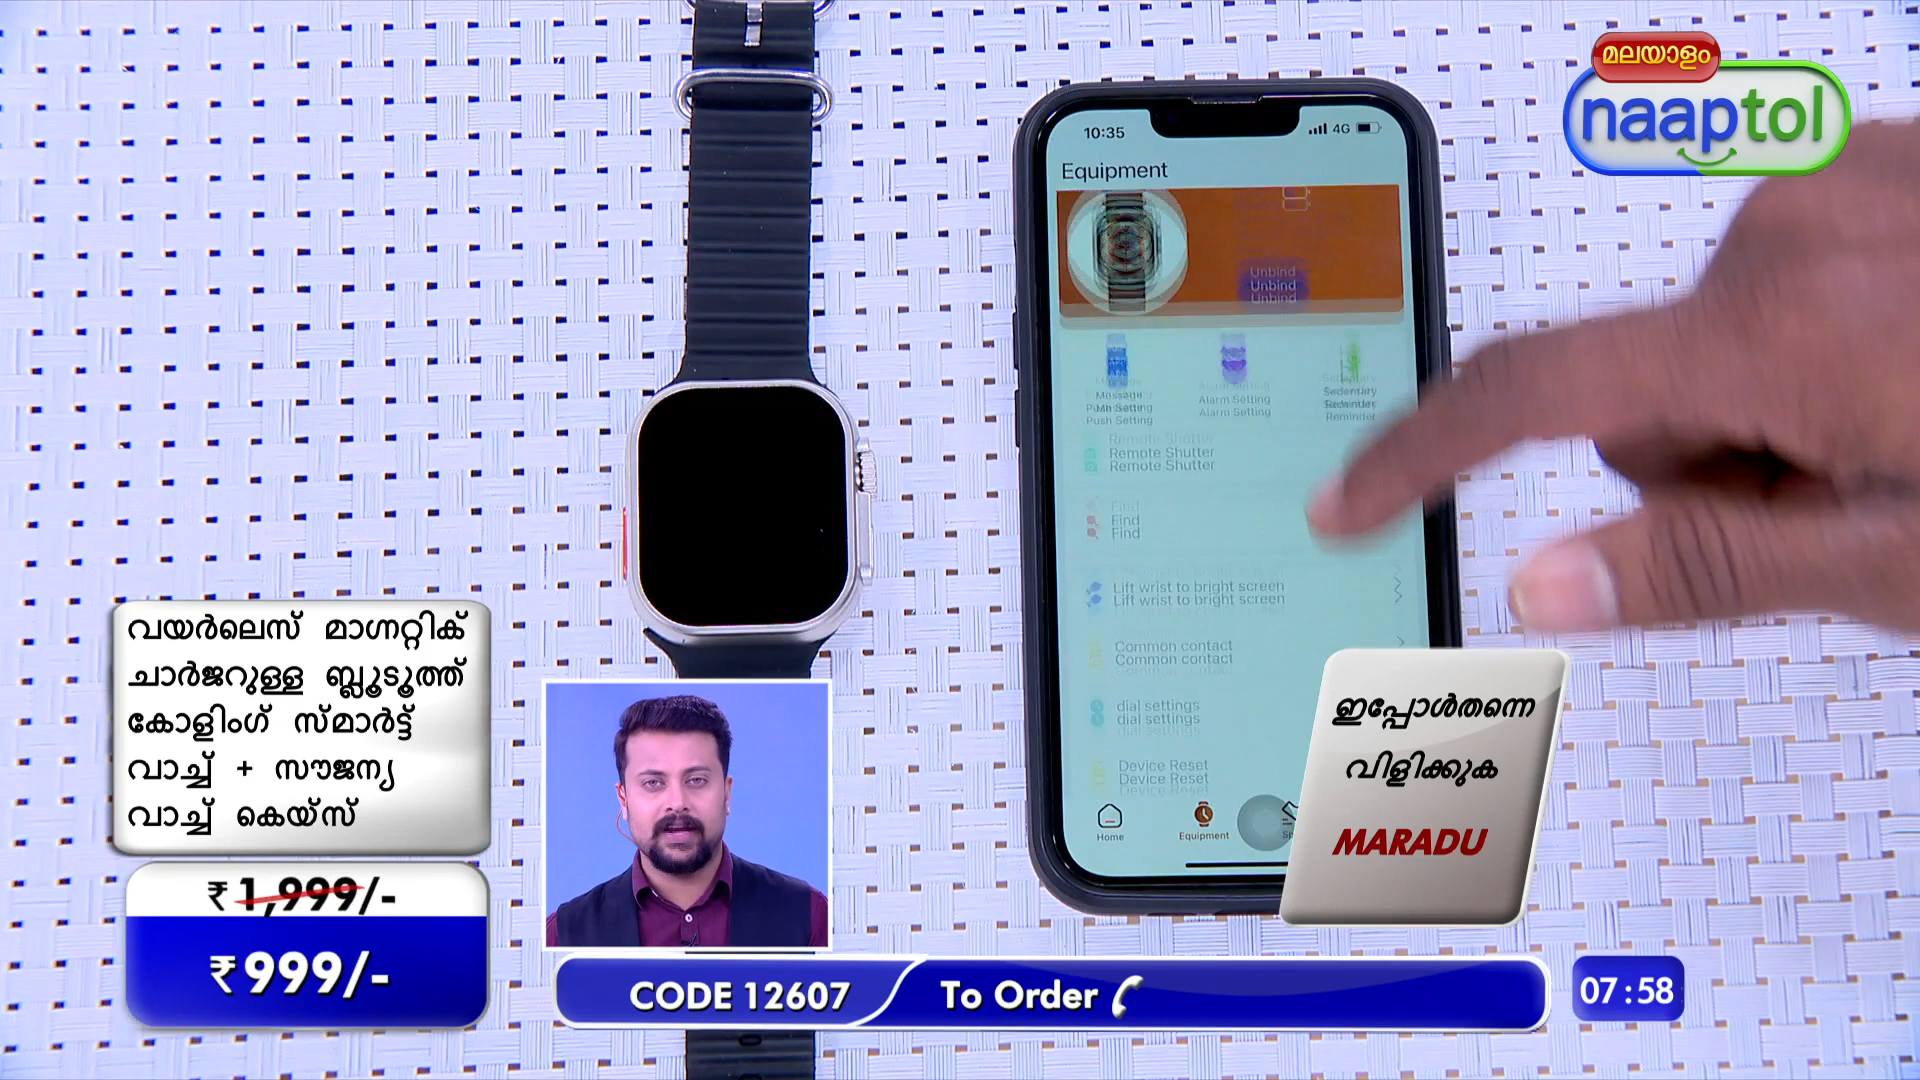 മലയാളം
naaptol
10:35
4G
Equipment
Unbind
Message
Push Setting
Alarm Setting
Sedentary
Reminder
Remote Shutter
Find
Lift wrist to bright screen
Common contact
dial settings
Device Reset
Home
Equipment
വയർലെസ് മാഗ്നറ്റിക്
ചാർജറുള്ള ബ്ലൂടൂത്ത്
കോളിംഗ് സ്മാർട്ട്
വാച്ച് + സൗജന്യ
വാച്ച് കെയ്സ്
₹ 1,999/-
₹ 999/-
ഇപ്പോൾതന്നെ
വിളിക്കുക
MARADU
CODE 12607
To Order
07:58